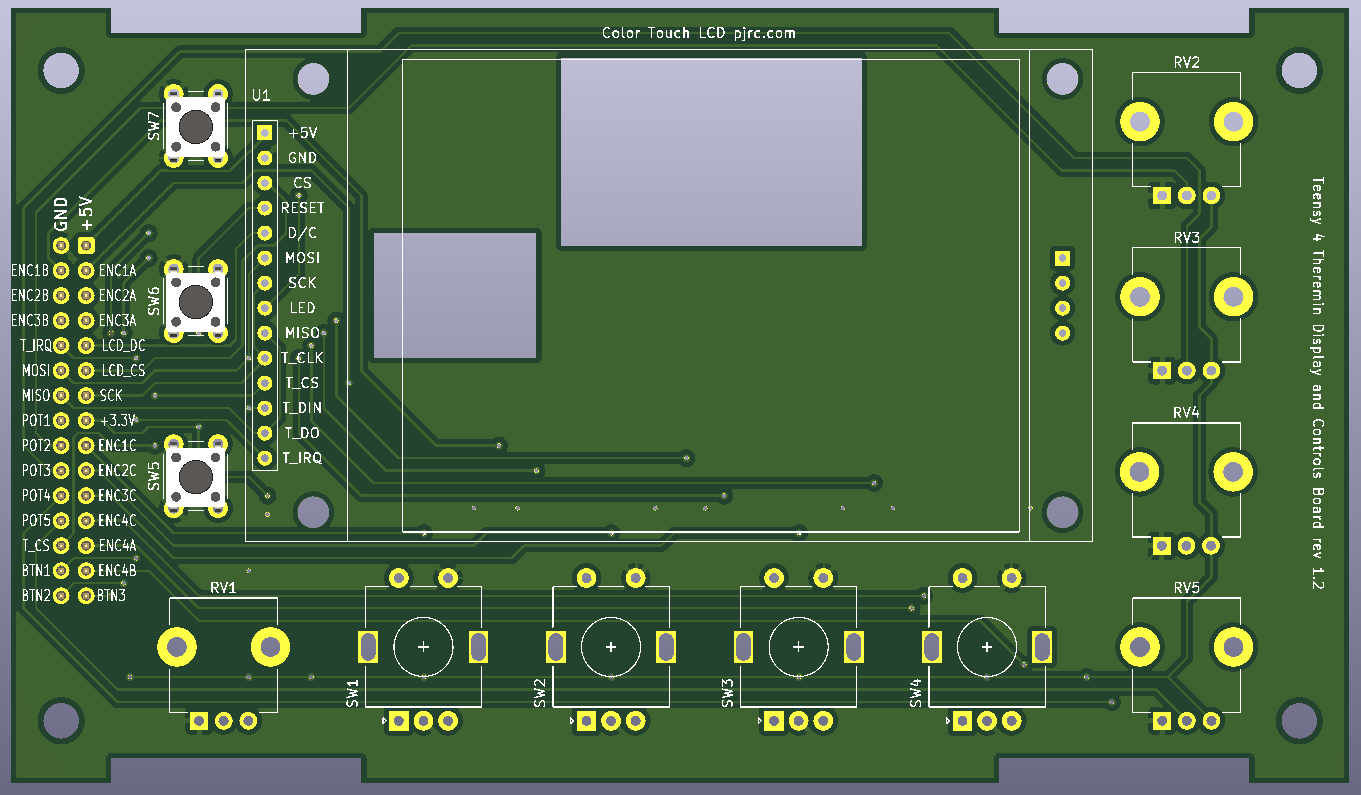 Color Touch LCD pjrc.com
RV2
U1
SW7
+5V
GND
CS
RESET
D/C
MOSI
SCK
LED
MISO
T_CLK
T_CS
T_DIN
T_DO
T_IRQ
GND +5V
ENC1B ENC1A
ENC2B ENC2A
ENC3B ENC3A
T_IRQ LCD_DC
MOSI LCD_CS
MISO SCK
POT1 +3.3V
POT2 ENC1C
POT3 ENC2C
POT4 ENC3C
POT5 ENC4C
T_CS ENC4A
BTN1 ENC4B
BTN2 BTN3
SW6
SW5
RV3
RV4
RV5
Teensy 4 Theremin Display and Controls Board rev 1.2
RV1
SW1
SW2
SW3
SW4